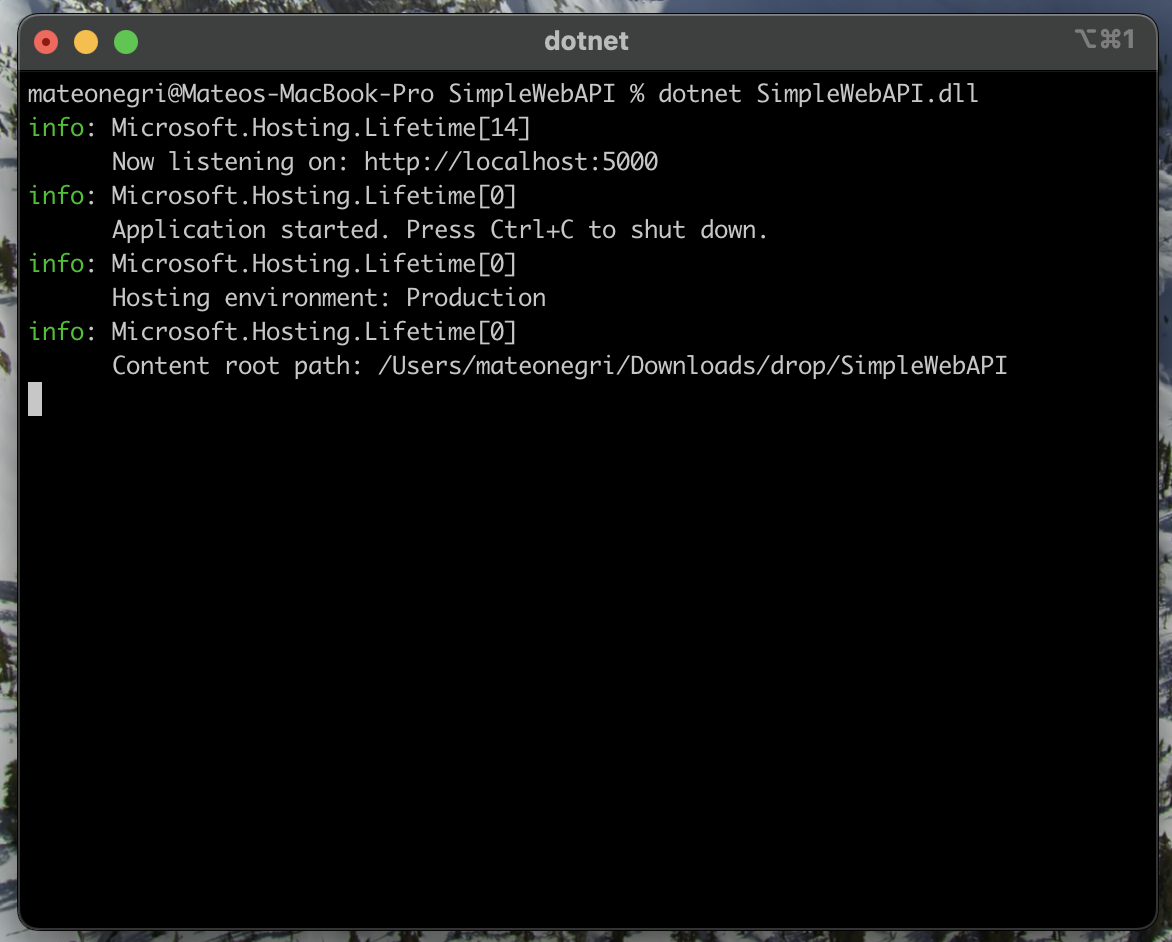 dotnet
⌥⌘1
mateonegri@Mateos-MacBook-Pro SimpleWebAPI % dotnet SimpleWebAPI.dll
info: Microsoft.Hosting.Lifetime[14]
      Now listening on: http://localhost:5000
info: Microsoft.Hosting.Lifetime[0]
      Application started. Press Ctrl+C to shut down.
info: Microsoft.Hosting.Lifetime[0]
      Hosting environment: Production
info: Microsoft.Hosting.Lifetime[0]
      Content root path: /Users/mateonegri/Downloads/drop/SimpleWebAPI